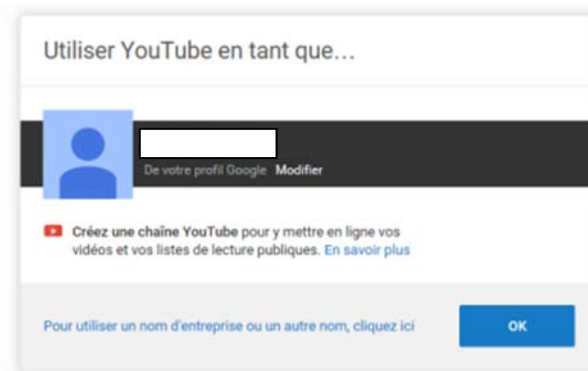 Utiliser YouTube en tant que…
De votre profil Google Modifier
Créez une chaîne YouTube pour y mettre en ligne vos
vidéos et vos listes de lecture publiques. En savoir plus
Pour utiliser un nom d'entreprise ou un autre nom, cliquez ici
OK